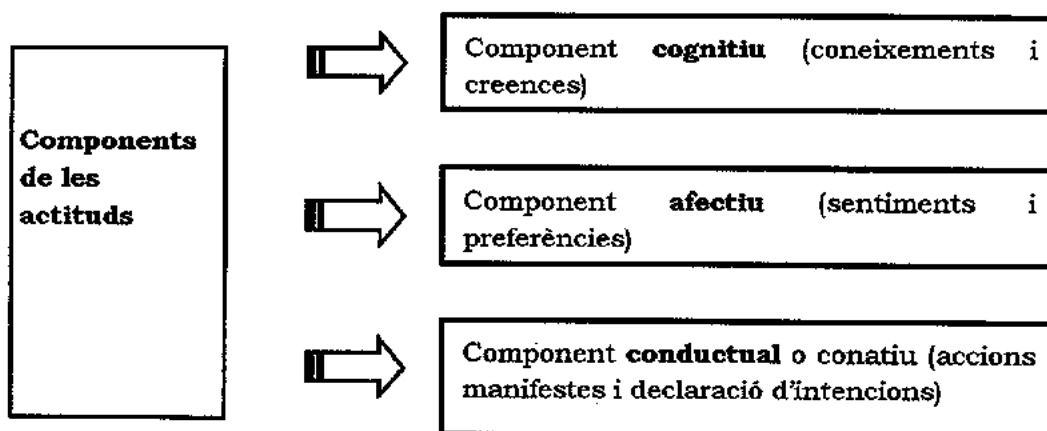 Components
de les
actituds
Component cognitiu (coneixements i
creences)
Component afectiu (sentiments i
preferències)
Component conductual o conatiu (accions
manifestes i declaració d'intencions)